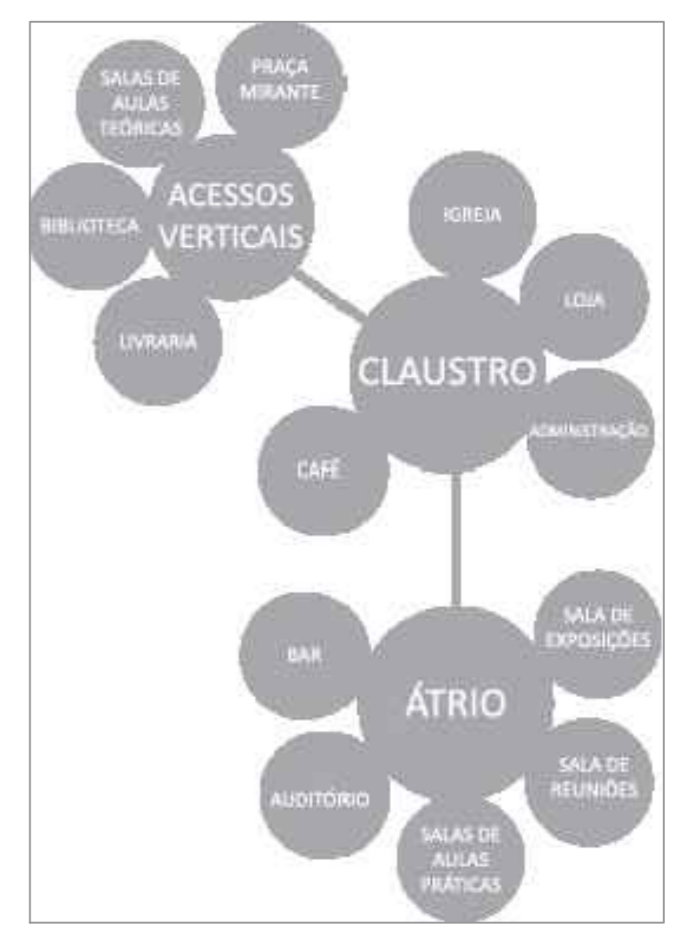 PRAÇA
MIRANTE
SALAS DE
AULAS
TEÓRICAS
ACESSOS
VERTICAIS
BIBLIOTECA
LIVRARIA
IGREJA
LOJA
CLAUSTRO
ADMINISTRAÇÃO
CAFÉ
SALA DE
EXPOSIÇÕES
BAR
ÁTRIO
SALA DE
REUNIÕES
AUDITÓRIO
SALAS DE
AULAS
PRÁTICAS